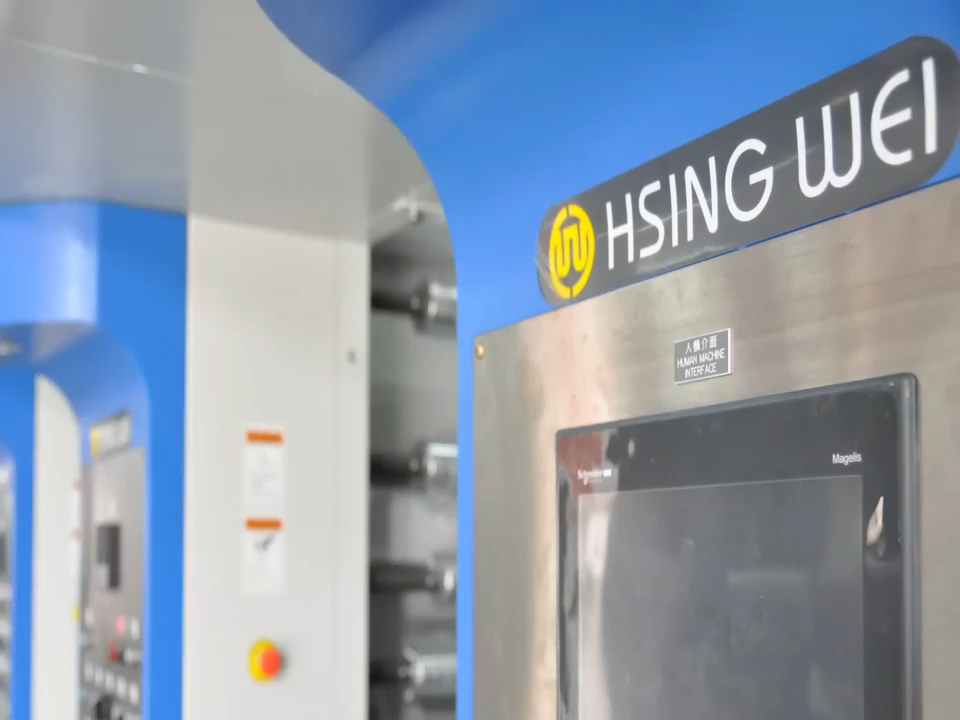 HSING WEI
人機介面
HUMAN MACHINE
INTERFACE
Schneider
Magelis